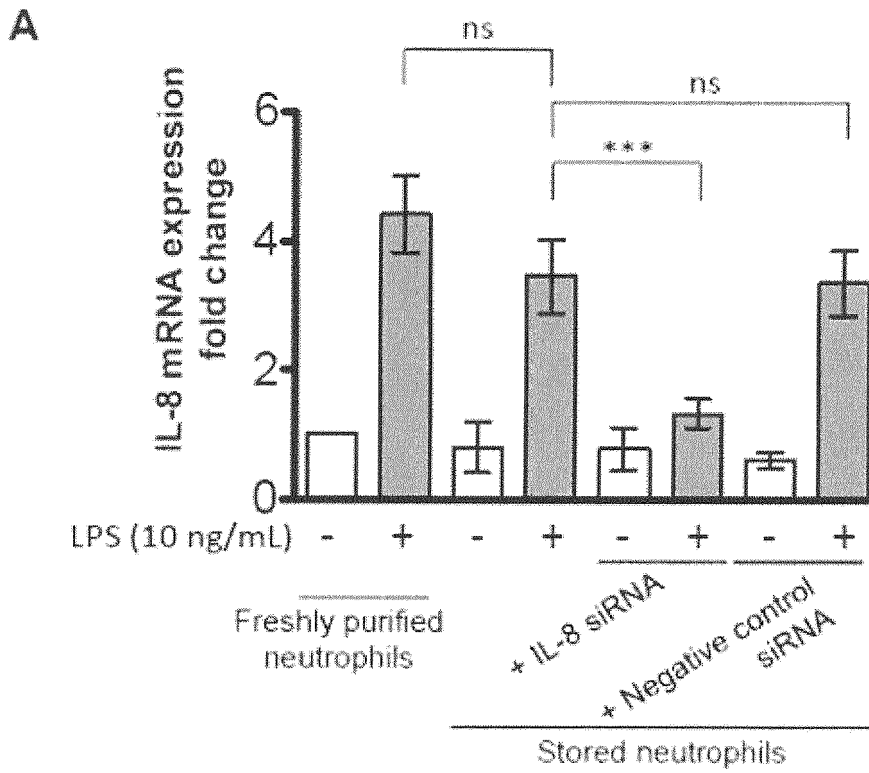 A
ns
ns
***
IL-8 mRNA expression
fold change
6
4
2
0
LPS (10 ng/mL) - + - + - + - +
Freshly purified
neutrophils
+ IL-8 siRNA
+ Negative control
siRNA
Stored neutrophils